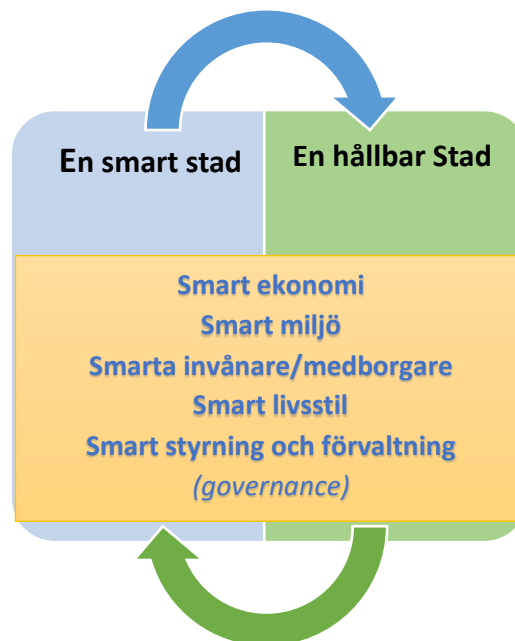 En smart stad
En hållbar Stad
Smart ekonomi
Smart miljö
Smarta invånare/medborgare
Smart livsstil
Smart styrning och förvaltning
(governance)